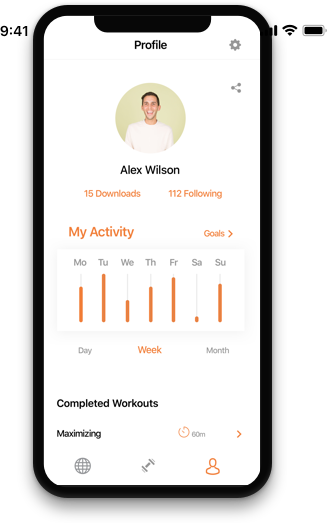 9:41
Profile
Alex Wilson
15 Downloads 112 Following
My Activity Goals
Mo Tu We Th Fr Sa Su
Day Week Month
Completed Workouts
Maximizing 60m